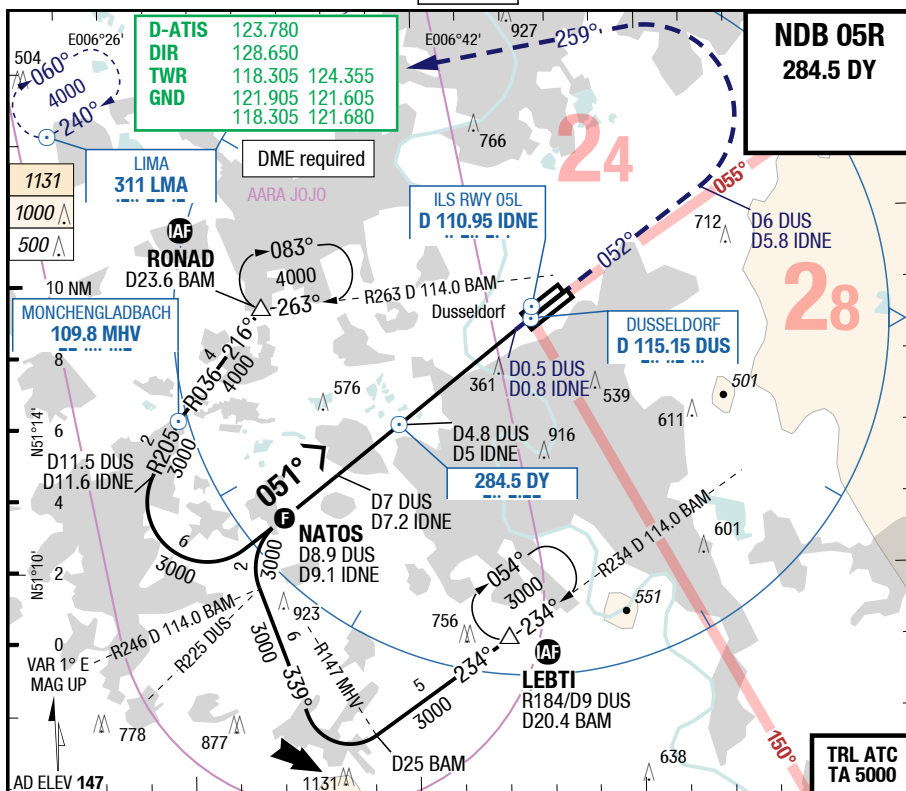 E006°26'
504
060°
4000
240°
D-ATIS 123.780
DIR 128.650
TWR 118.305 124.355
GND 121.905 121.605
118.305 121.680
E006°42'
927
259°
NDB 05R
284.5 DY
766
24
LIMA
311 LMA
DME required
1131
1000
500
AARA JOJO
ILS RWY 05L
D 110.95 IDNE
055°
D6 DUS
D5.8 IDNE
712
052°
IAF
RONAD
D23.6 BAM
083°
4000
263°
R263 D 114.0 BAM
10 NM
Dusseldorf
28
MONCHENGLADBACH
109.8 MHV
DUSSELDORF
D 115.15 DUS
4
R036
216°
4000
8
361
D0.5 DUS
D0.8 IDNE
539
501
576
611
N51°14'
6
2
R205
3000
D11.5 DUS
D11.6 IDNE
D4.8 DUS
D5 IDNE
916
284.5 DY
051°
4
D7 DUS
D7.2 IDNE
F
NATOS
D8.9 DUS
D9.1 IDNE
6
3000
2
3000
601
R234 D 114.0 BAM
N51°10'
2
054°
3000
234°
551
923
756
R246 D 114.0 BAM
R225 DUS
6
3000
339°
R147 MHV
0
VAR 1° E
MAG UP
IAF
LEBTI
R184/D9 DUS
D20.4 BAM
234°
5
3000
778
877
D25 BAM
150°
638
1131
AD ELEV 147
TRL ATC
TA 5000